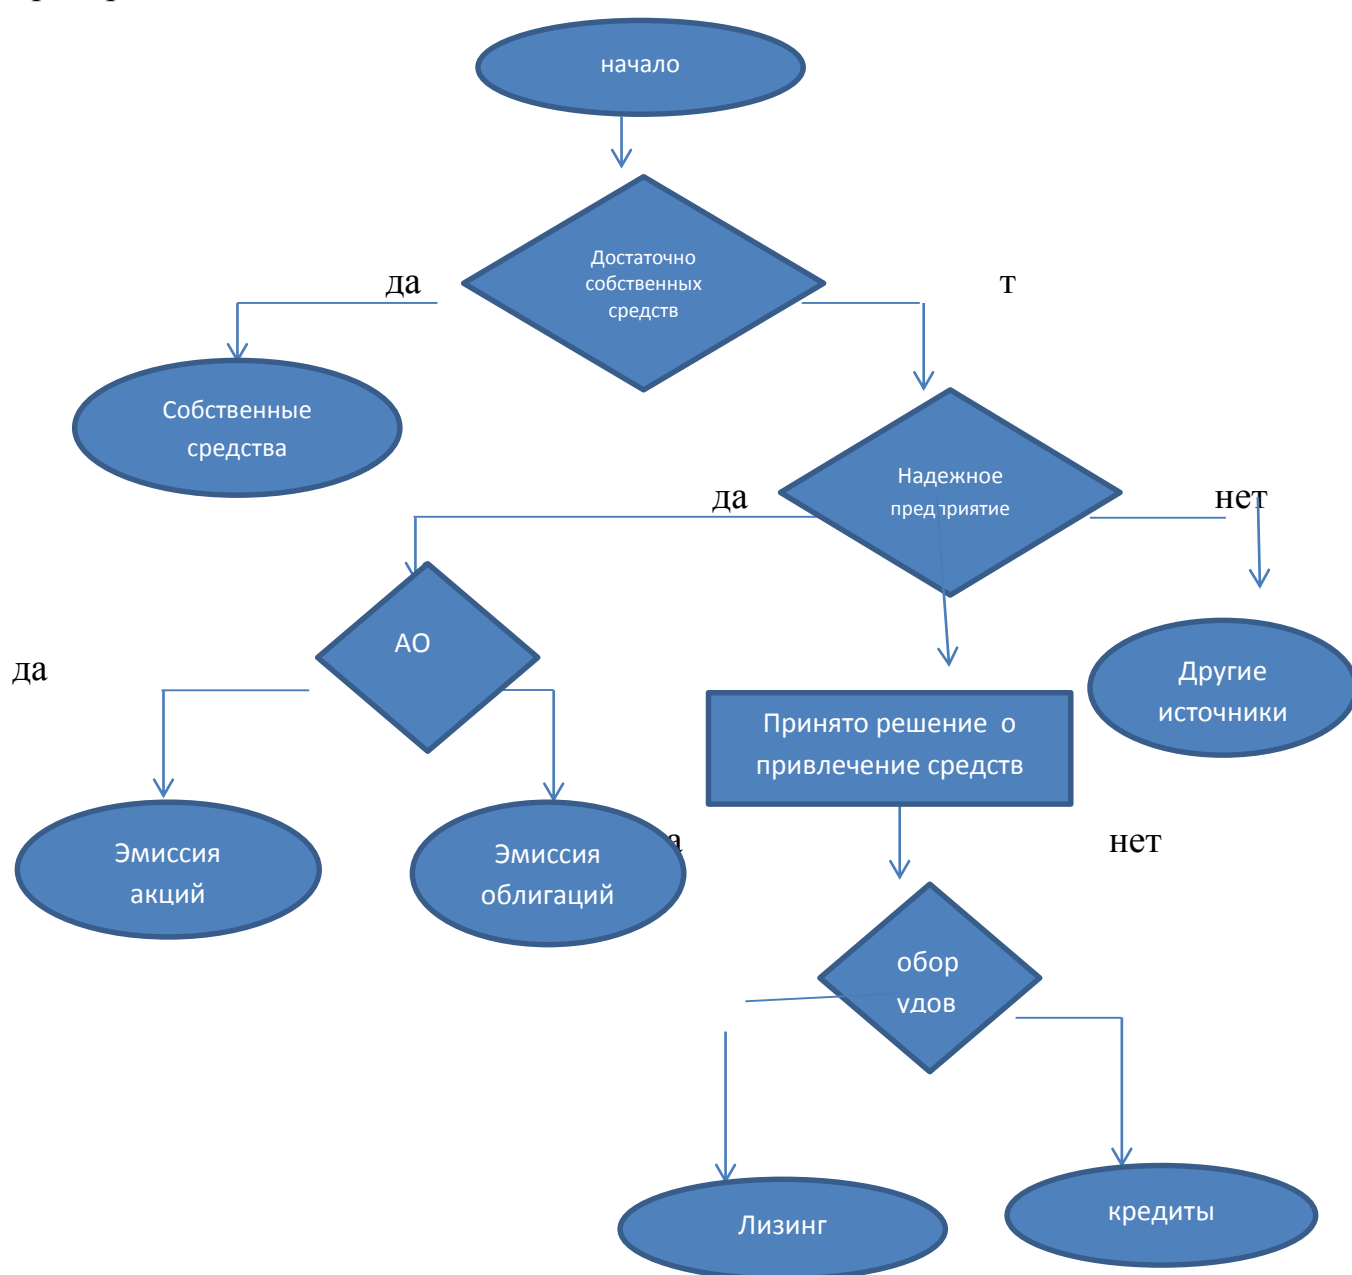 начало
Достаточно
собственных
средств
да
т
Собственные
средства
Надежное
предприятие
да
нет
АО
да
Другие
источники
Принято решение о
привлечение средств
Эмиссия
акций
Эмиссия
облигаций
а
нет
обор
удов
Лизинг
кредиты